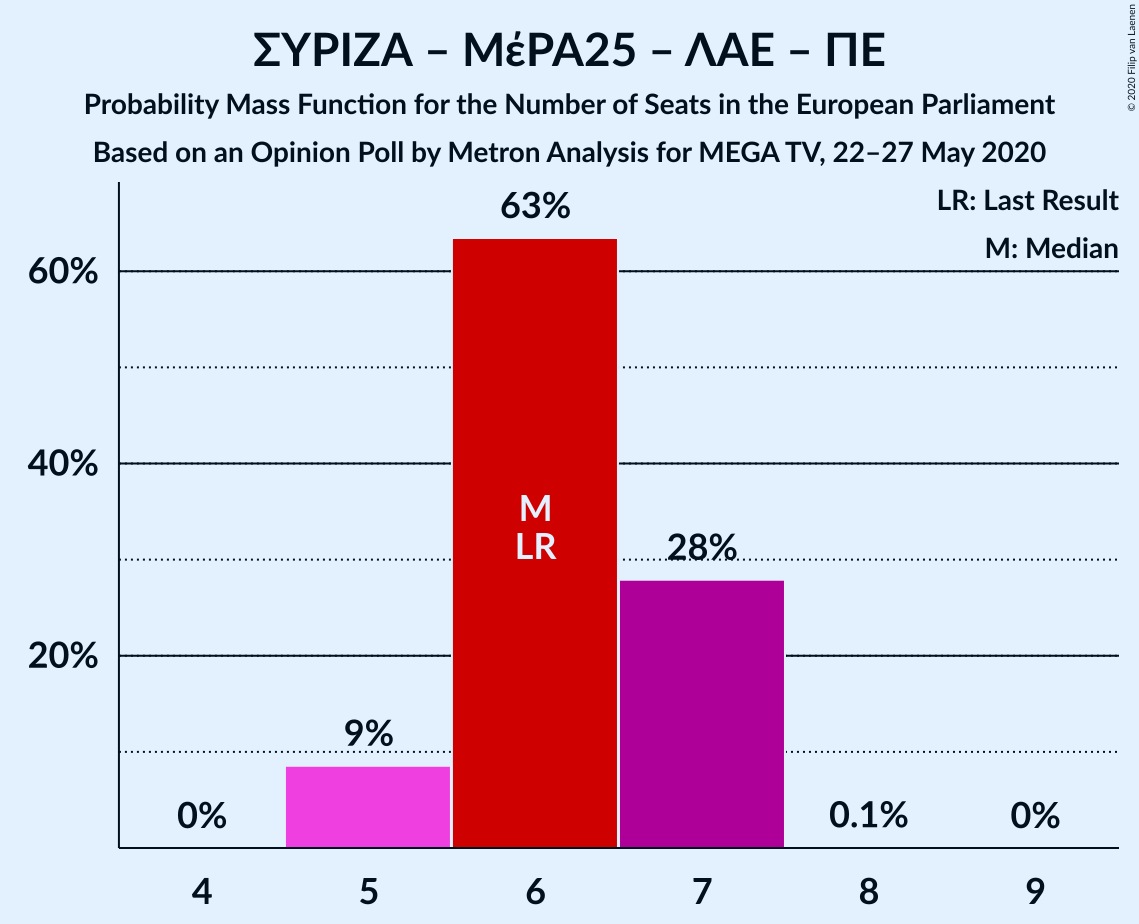 ΣΥΡΙΖΑ – ΜέΡΑ25 – ΛΑΕ – ΠΕ
Probability Mass Function for the Number of Seats in the European Parliament
Based on an Opinion Poll by Metron Analysis for MEGA TV, 22–27 May 2020
© 2020 Filip van Laenen
LR: Last Result
M: Median
63%
60%
40%
M
LR
28%
20%
9%
0%
0.1%
0%
4 5 6 7 8 9